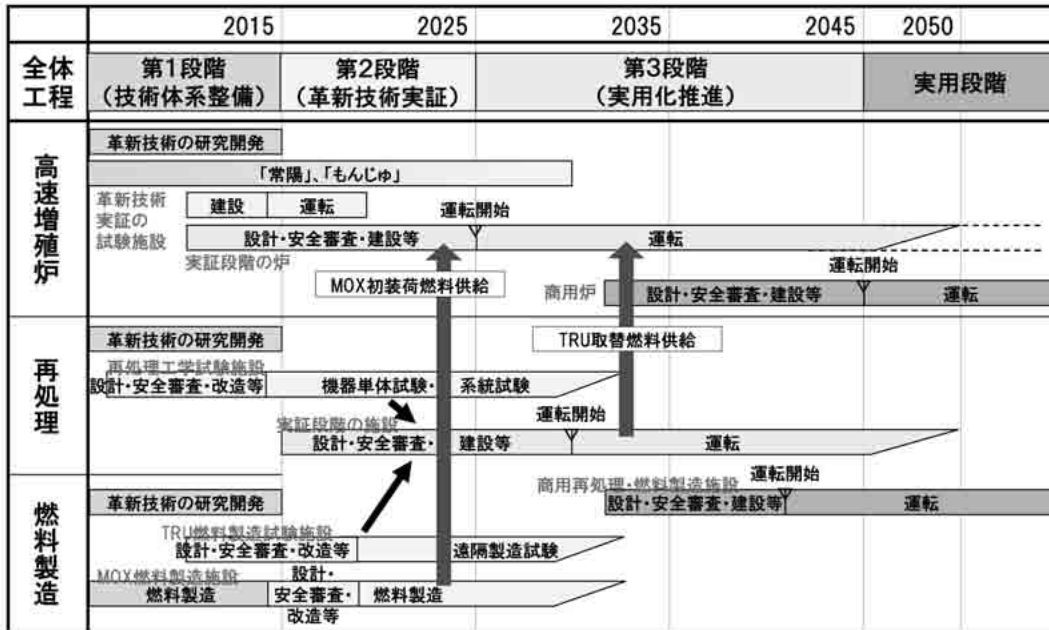 2015 2025 2035 2045 2050
全体
工程
第1段階
(技術体系整備)
第2段階
(革新技術実証)
第3段階
(実用化推進)
実用段階
高速増殖炉
革新技術の研究開発
「常陽」、「もんじゅ」
革新技術
実証の
試験施設
建設 運転
運転開始
設計・安全審査・建設等 運転
実証段階の炉
MOX初装荷燃料供給
運転開始
商用炉
設計・安全審査・建設等 運転
再処理
革新技術の研究開発
TRU取替燃料供給
再処理工学試験施設
設計・安全審査・改造等 機器単体試験・系統試験
実証段階の施設
運転開始
設計・安全審査・建設等 運転
燃料製造
運転開始
商用再処理・燃料製造施設
革新技術の研究開発
設計・安全審査・建設等 運転
TRU燃料製造試験施設
設計・安全審査・改造等 遠隔製造試験
MOX燃料製造施設
燃料製造
設計・
安全審査・
改造等
燃料製造